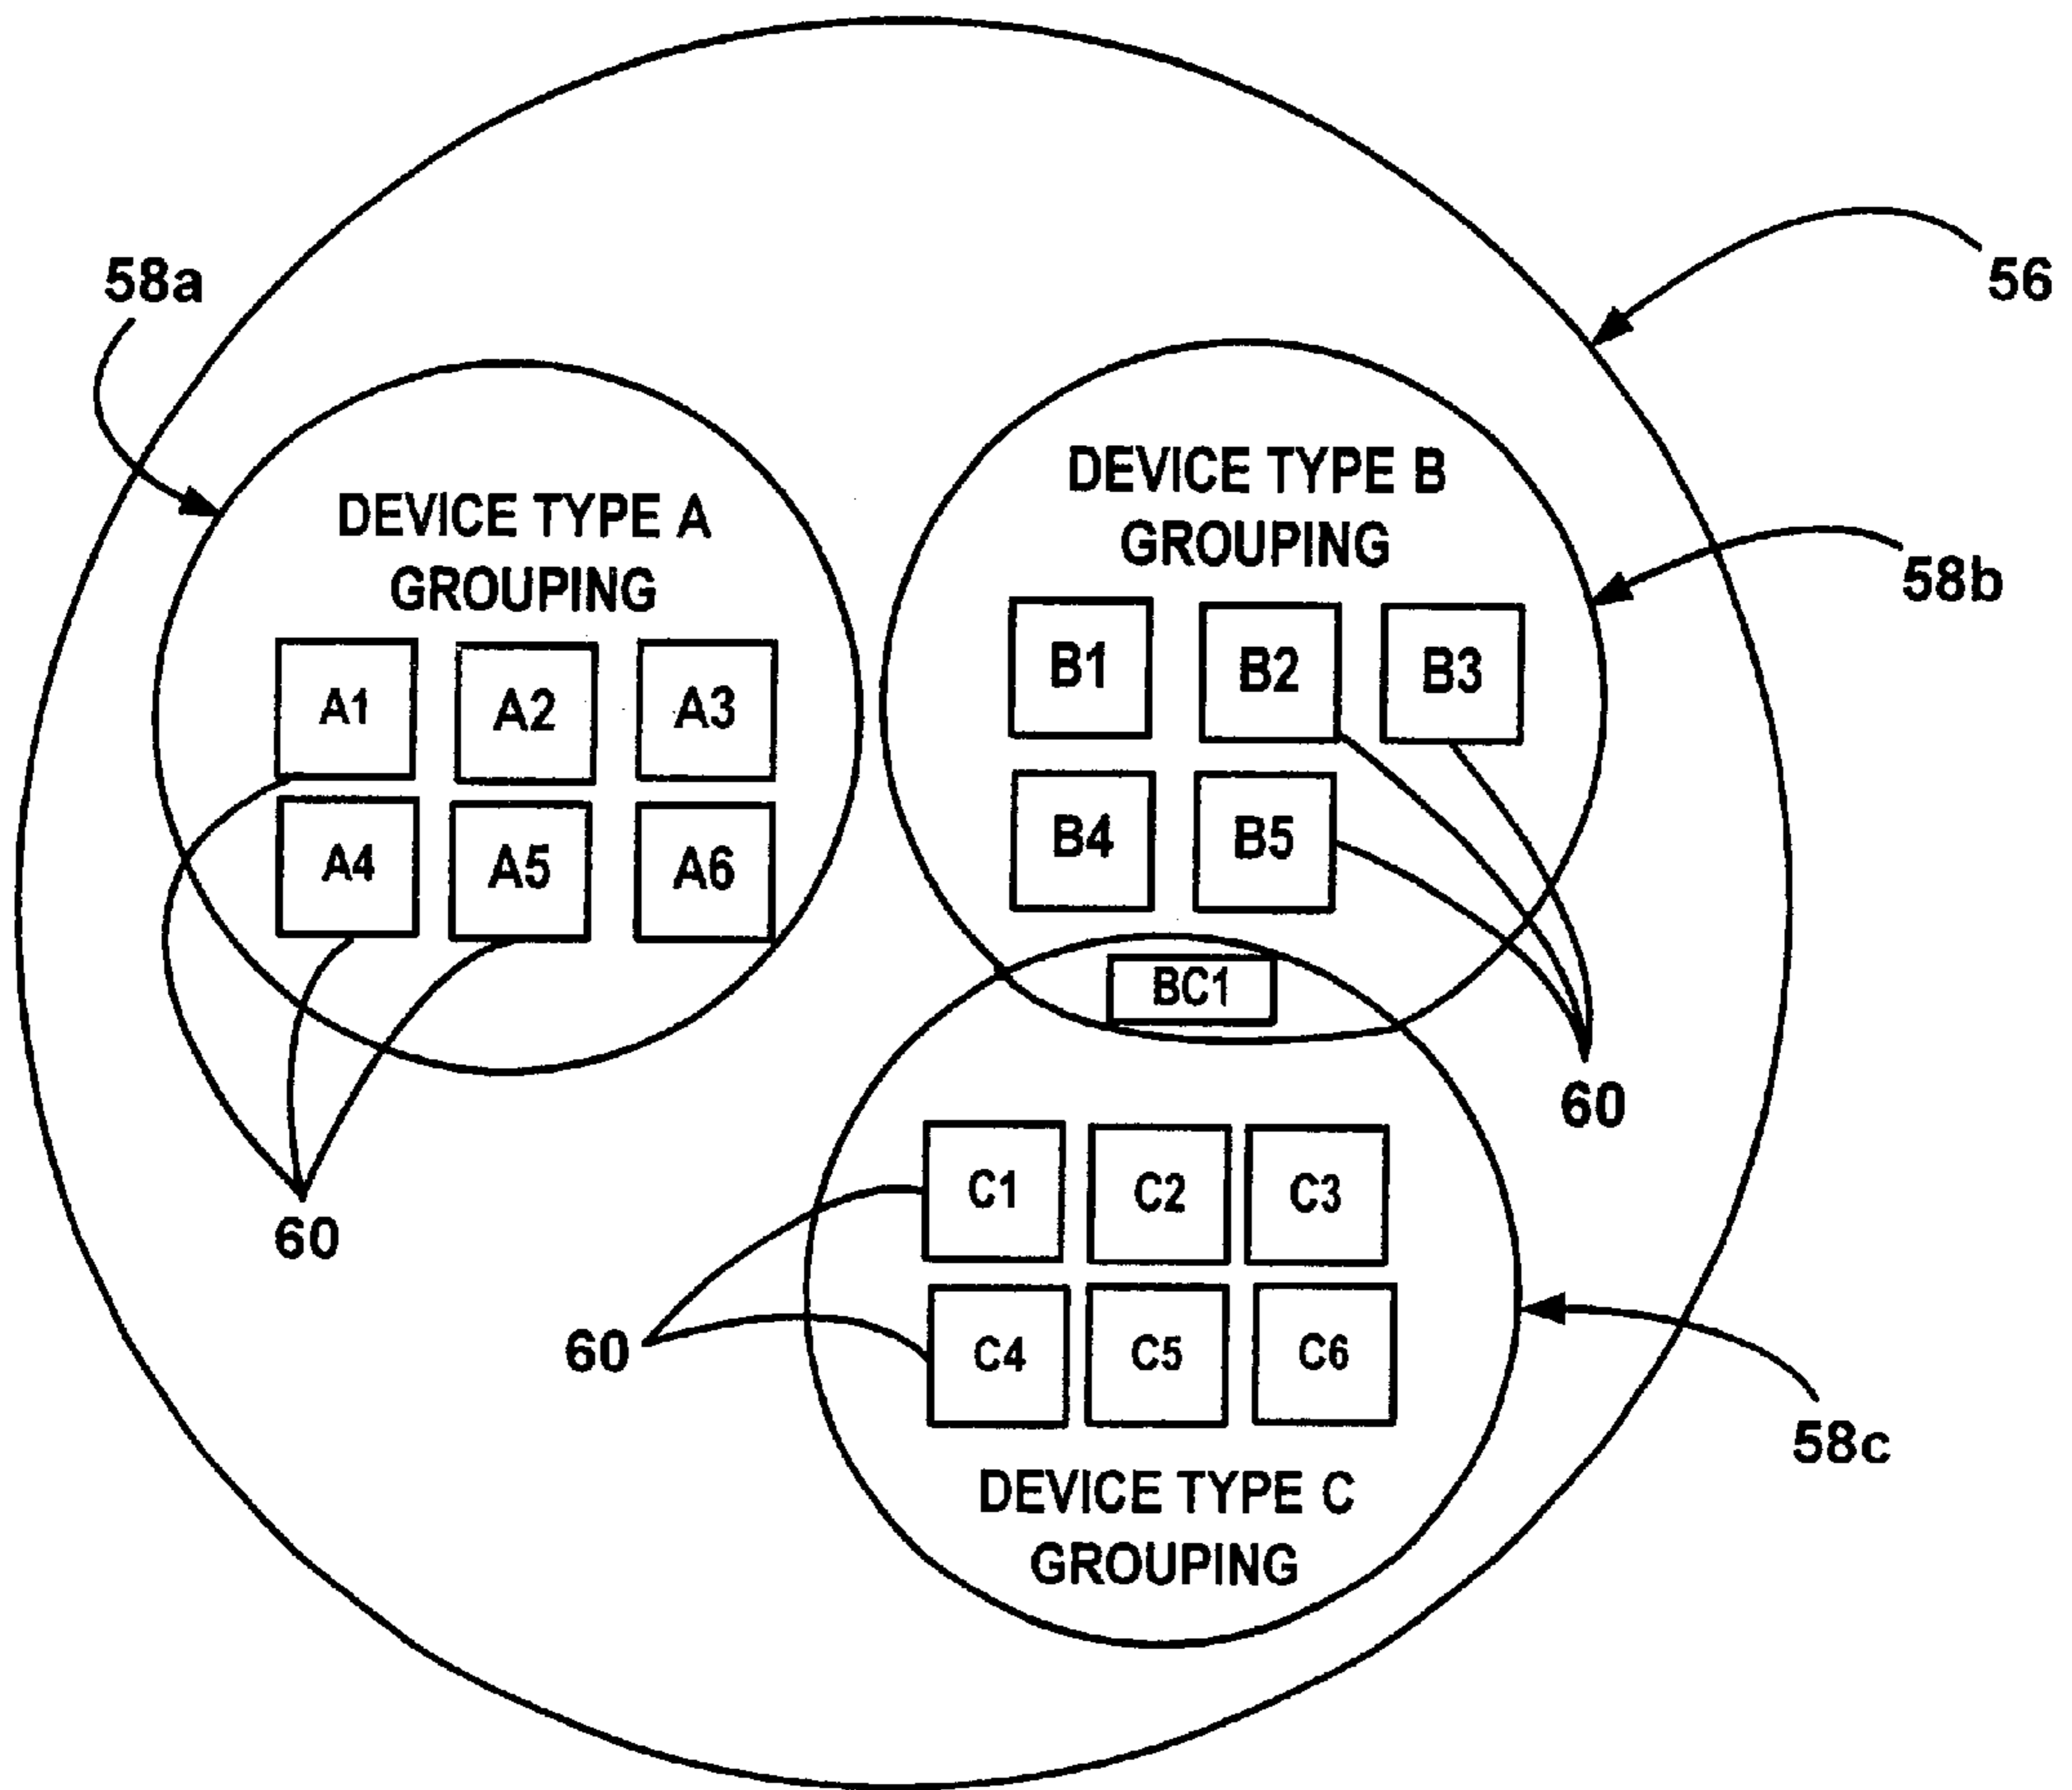 56
58a
DEVICE TYPE B
GROUPING
DEVICE TYPE A
GROUPING
58b
B1 B2 B3
A1 A2 A3
B4 B5
A4 A5 A6
BC1
60
C1 C2 C3
60
C4 C5 C6
60
58c
DEVICE TYPE C
GROUPING